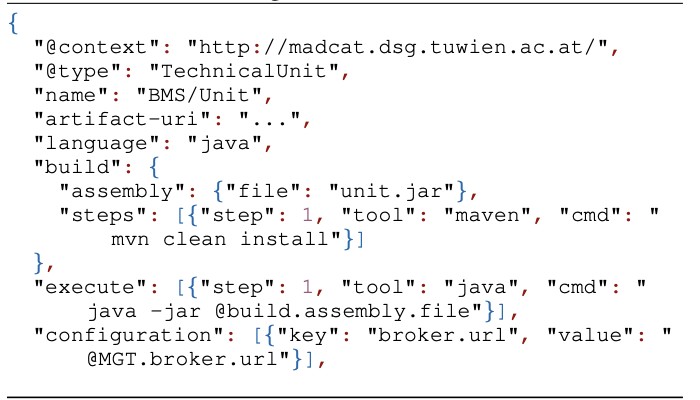 {
"@context": "http://madcat.dsg.tuwien.ac.at/",
"@type": "TechnicalUnit",
"name": "BMS/Unit",
"artifact-uri": "...",
"language": "java",
"build": {
"assembly": {"file": "unit.jar"},
"steps": [{"step": 1, "tool": "maven", "cmd": "
mvn clean install"}]
},
"execute": [{"step": 1, "tool": "java", "cmd": "
java -jar @build.assembly.file"}],
"configuration": [{"key": "broker.url", "value": "
@MGT.broker.url"}],